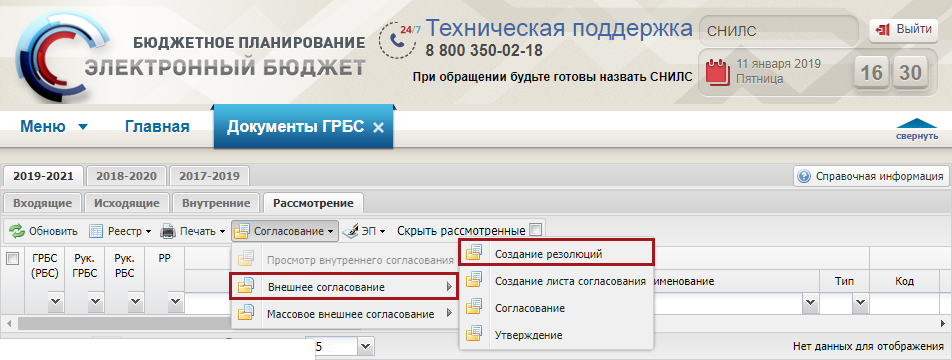 БЮДЖЕТНОЕ ПЛАНИРОВАНИЕ
ЭЛЕКТРОННЫЙ БЮДЖЕТ
24/7
Техническая поддержка
8 800 350-02-18
При обращении будьте готовы назвать СНИЛС
СНИЛС
Выйти
11 января 2019
Пятница
16 30
Меню
Главная
Документы ГРБС
свернуть
2019-2021
2018-2020
2017-2019
Справочная информация
Входящие
Исходящие
Внутренние
Рассмотрение
Обновить
Реестр
Печать
Согласование
ЭП
Скрыть рассмотренные
Просмотр внутреннего согласования
Внешнее согласование
Массовое внешнее согласование
Создание резолюций
Создание листа согласования
Согласование
Утверждение
ГРБС (РБС)
Рук. ГРБС
Рук. РБС
РР
именование
Тип
Код
5
Нет данных для отображения